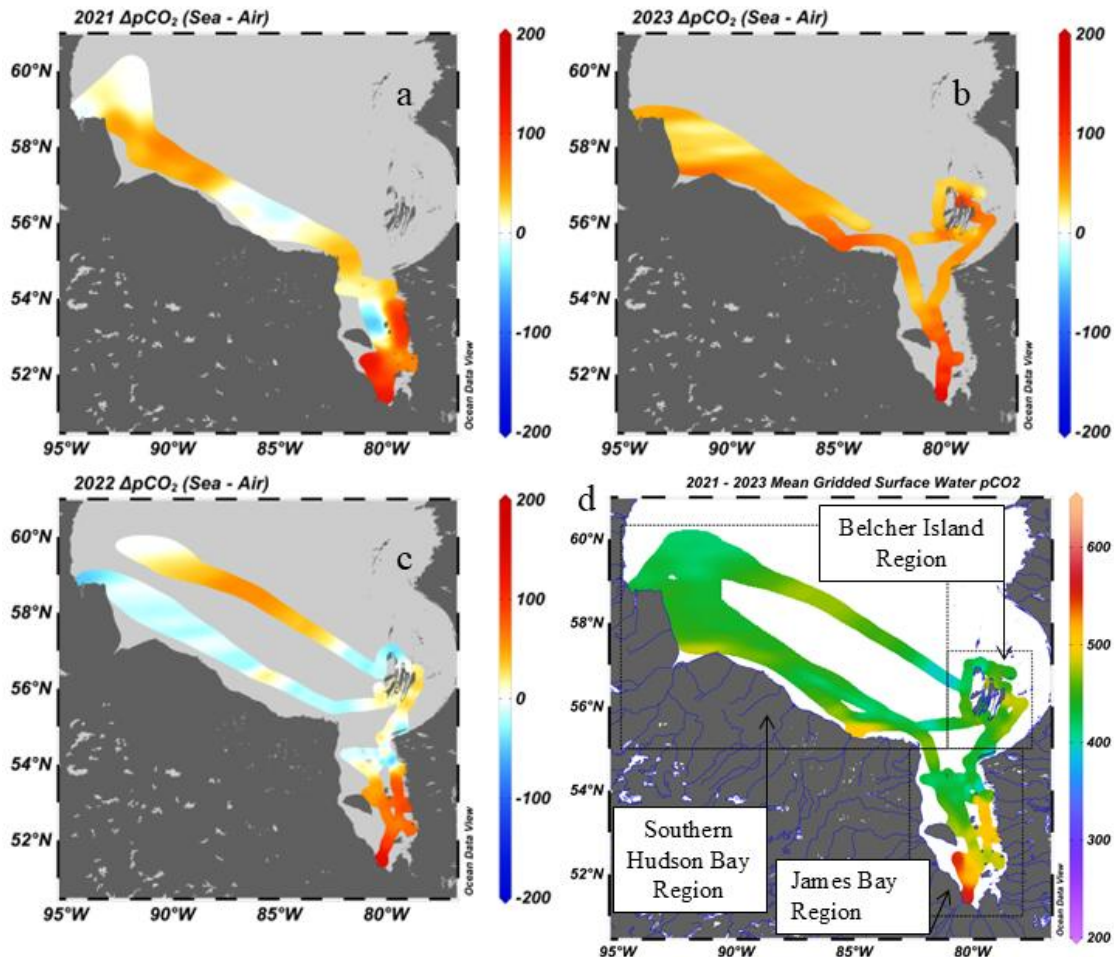 2021 ΔpCO₂ (Sea - Air)
a
60°N
58°N
56°N
54°N
52°N
95°W
90°W
85°W
80°W
200
100
0
-100
-200
Ocean Data View
2023 ΔpCO₂ (Sea - Air)
b
60°N
58°N
56°N
54°N
52°N
95°W
90°W
85°W
80°W
200
100
0
-100
-200
Ocean Data View
2022 ΔpCO₂ (Sea - Air)
c
60°N
58°N
56°N
54°N
52°N
95°W
90°W
85°W
80°W
200
100
0
-100
-200
Ocean Data View
d
2021 - 2023 Mean Gridded Surface Water pCO2
Belcher Island
Region
Southern
Hudson Bay
Region
James Bay
Region
60°N
58°N
56°N
54°N
52°N
95°W
90°W
85°W
80°W
600
500
400
300
200
Ocean Data View